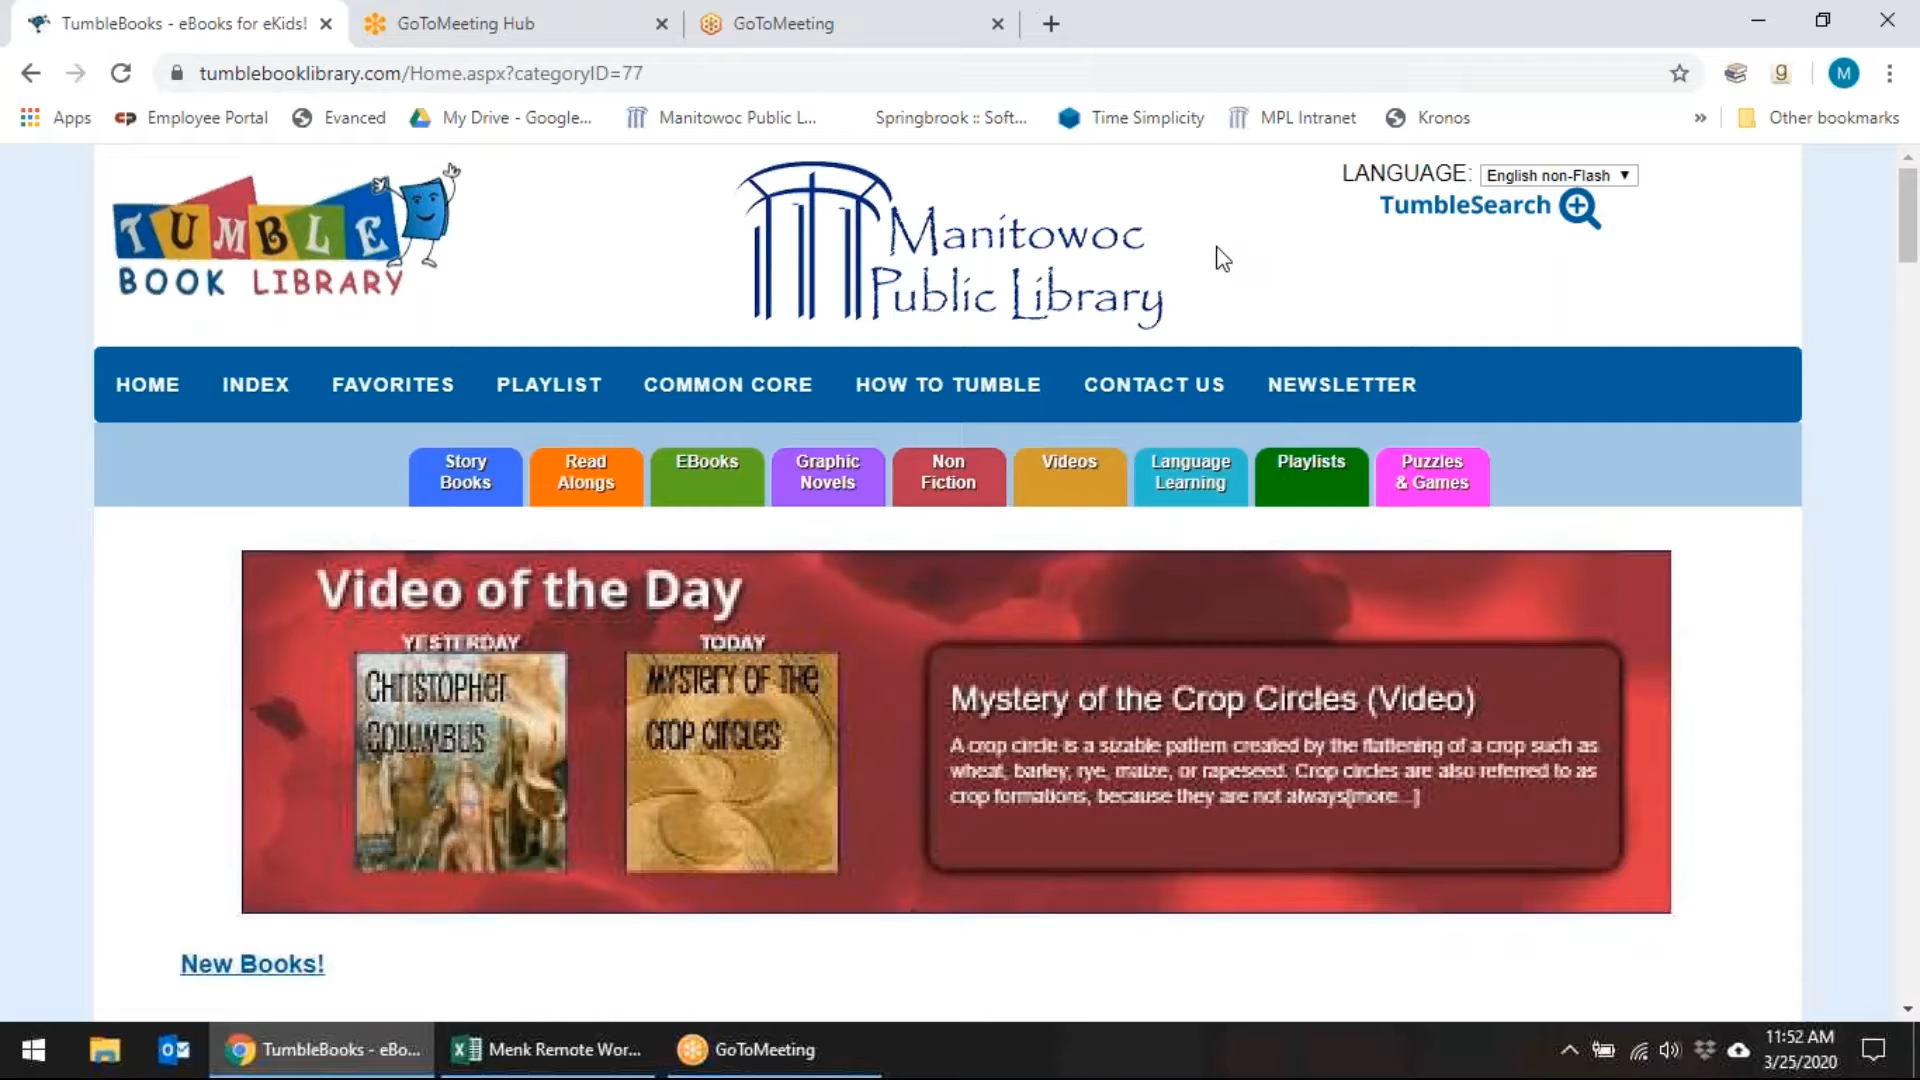 TumbleBooks - eBooks for eKids!
GoToMeeting Hub
GoToMeeting
tumblebooklibrary.com/Home.aspx?categoryID=77
g
M
Apps
Employee Portal
Evanced
My Drive - Google...
Manitowoc Public L...
Springbrook :: Soft...
Time Simplicity
MPL Intranet
Kronos
»
Other bookmarks
TUMBLE
BOOK LIBRARY
Manitowoc
Public Library
LANGUAGE: English non-Flash
TumbleSearch
HOME INDEX FAVORITES PLAYLIST COMMON CORE HOW TO TUMBLE CONTACT US NEWSLETTER
Story
Books
Read
Alongs
EBooks
Graphic
Novels
Non
Fiction
Videos
Language
Learning
Playlists
Puzzles
& Games
Video of the Day
YESTERDAY
TODAY
CHRISTOPHER
COLUMBUS
MYSTERY OF THE
CROP CIRCLES
Mystery of the Crop Circles (Video)
A crop circle is a sizable pattern created by the flattening of a crop such as
wheat, barley, rye, maize, or rapeseed. Crop circles are also referred to as
crop formations, because they are not always[more...]
New Books!
TumbleBooks - eBo...
Menk Remote Wor...
GoToMeeting
11:52 AM
3/25/2020